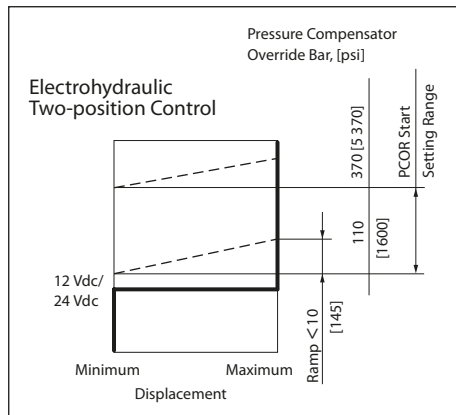 Pressure Compensator
Override Bar, [psi]
Electrohydraulic
Two-position Control
370 [5 370]
110
[1600]
PCOR Start
Setting Range
12 Vdc/
24 Vdc
Ramp < 10
[145]
Minimum
Maximum
Displacement